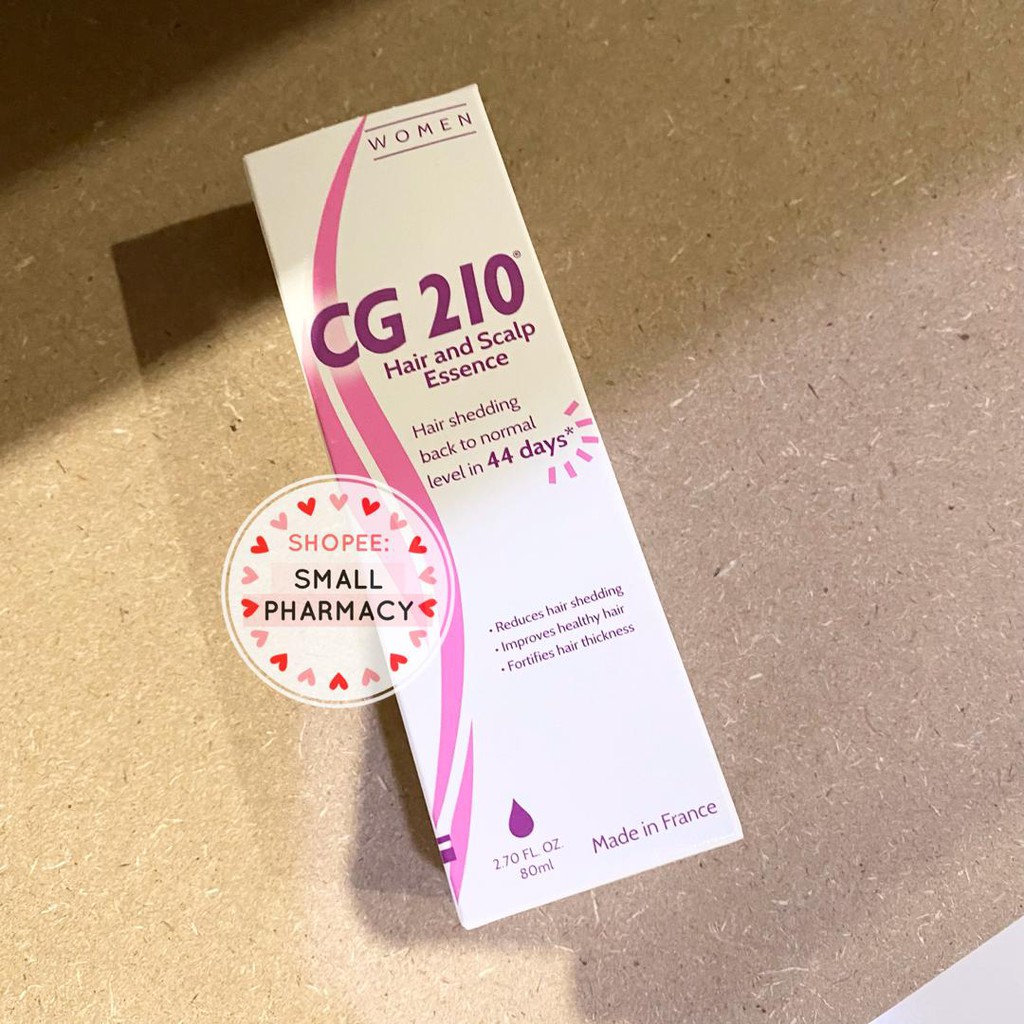 WOMEN
CG 210®
Hair and Scalp
Essence
Hair shedding
back to normal
level in 44 days*
SHOPEE:
SMALL
PHARMACY
• Reduces hair shedding
• Improves healthy hair
• Fortifies hair thickness
2.70 FL. OZ.
80ml
Made in France